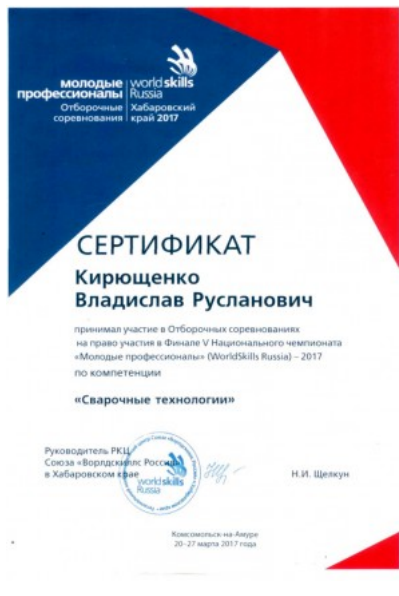 молодые
профессионалы
Отборочные
соревнования
worldskills
Russia
Хабаровский
край 2017
СЕРТИФИКАТ
Кирющенко
Владислав Русланович
принимал участие в Отборочных соревнованиях
на право участия в Финале V Национального чемпионата
«Молодые профессионалы» (WorldSkills Russia) – 2017
по компетенции
«Сварочные технологии»
Руководитель РКЦ
Союза «Ворлдскиллс Россия»
в Хабаровском крае
worldskills
Russia
Н.И. Щелкун
Комсомольск-на-Амуре
20-27 марта 2017 года